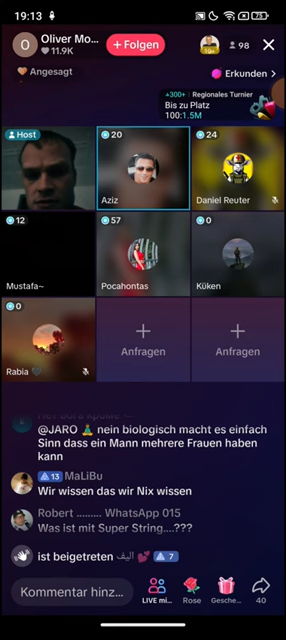 19:13
75
O
Oliver Mo...
11.9K
+ Folgen
10+
98
Angesagt
Erkunden >
+300↑ | Regionales Turnier
Bis zu Platz
100:1.5M
Host
20
Aziz
24
Daniel Reuter
12
Mustafa~
57
Pocahontas
0
Küken
0
Rabia
Anfragen
Anfragen
@JARO nein biologisch macht es einfach
Sinn dass ein Mann mehrere Frauen haben
kann
13 MaLiBu
Wir wissen das wir Nix wissen
Robert ......... WhatsApp 015
Was ist mit Super String....???
ist beigetreten اليف 7
Kommentar hinz...
LIVE mi...
Rose
Gesche...
40